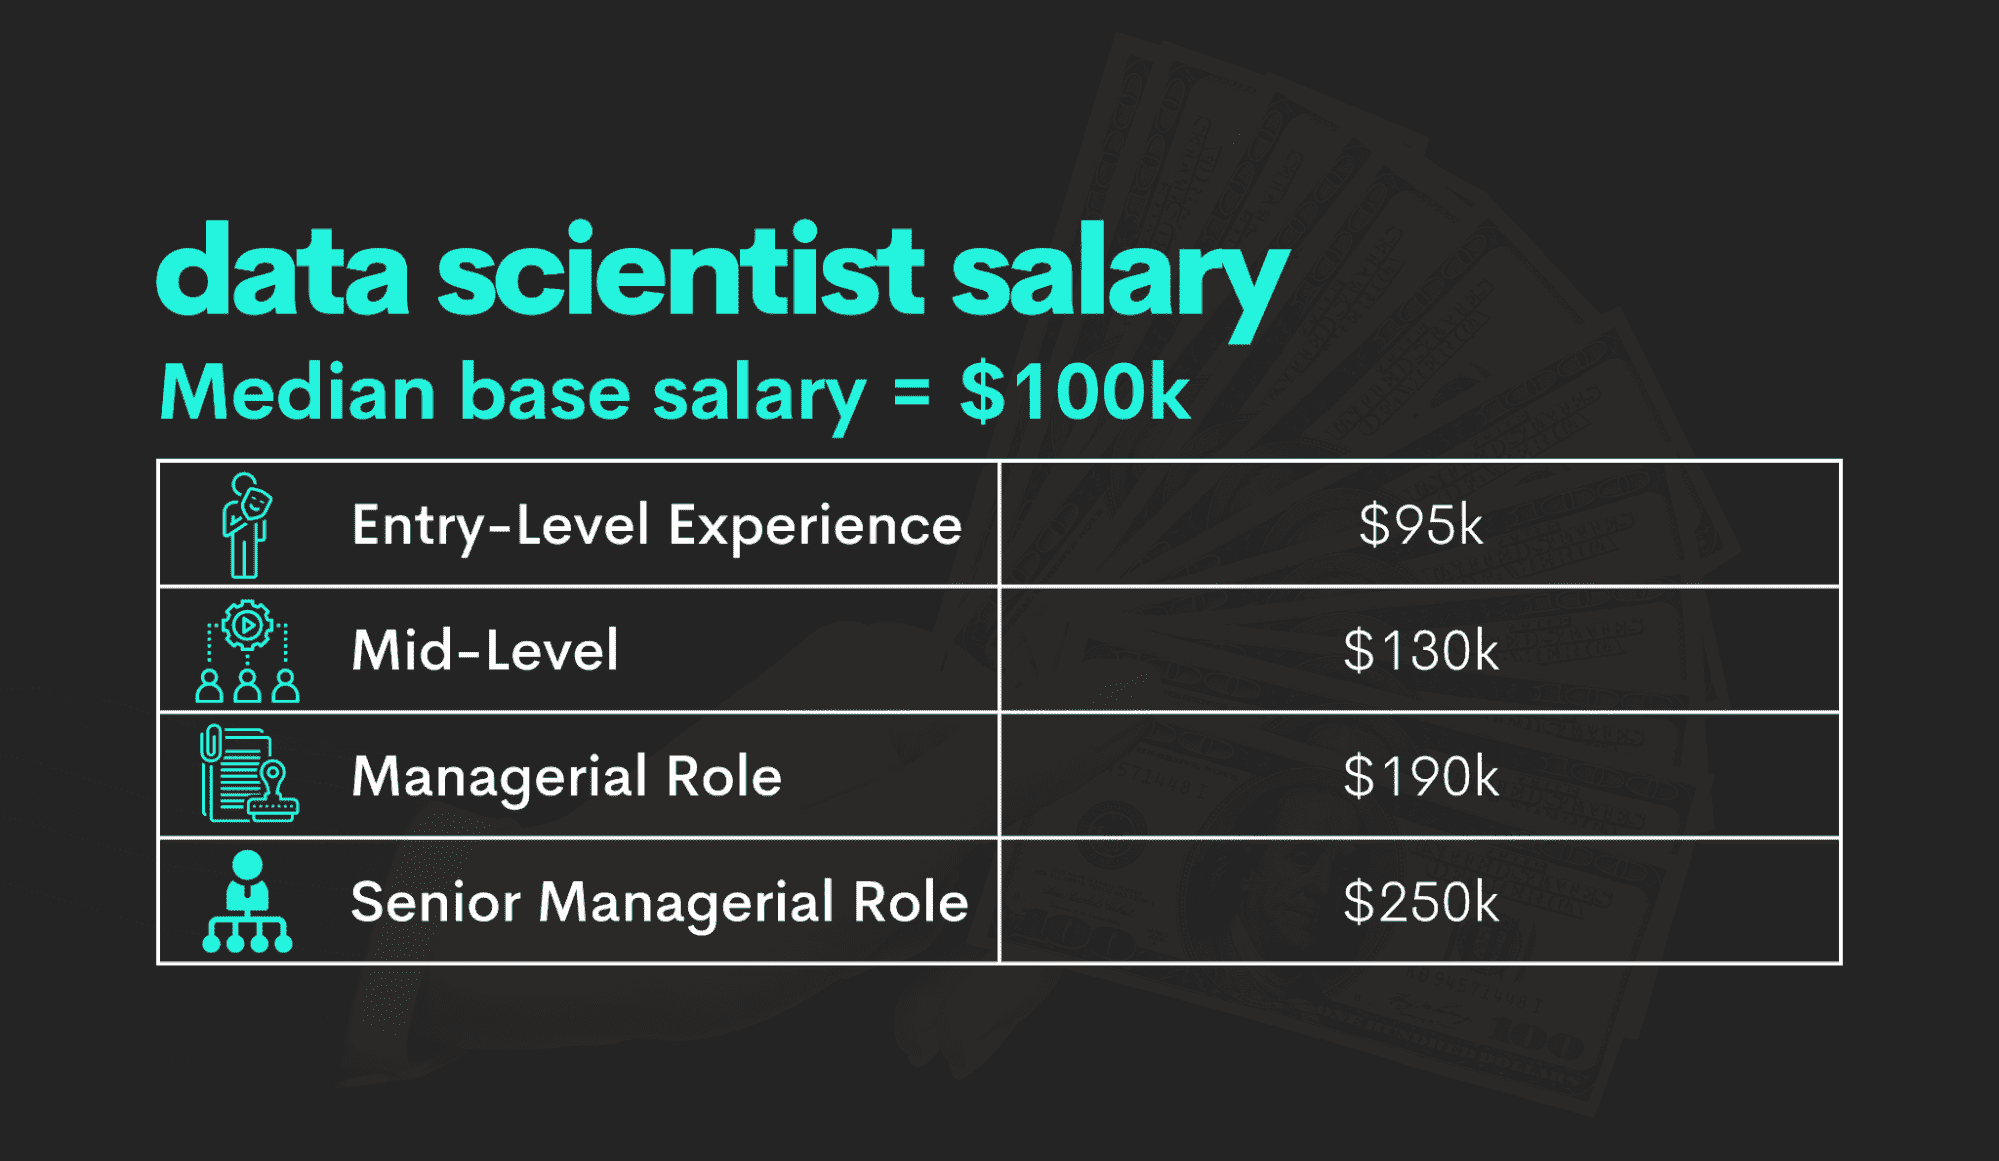 data scientist salary
Median base salary = $100k
Entry-Level Experience $95k
Mid-Level $130k
Managerial Role $190k
Senior Managerial Role $250k